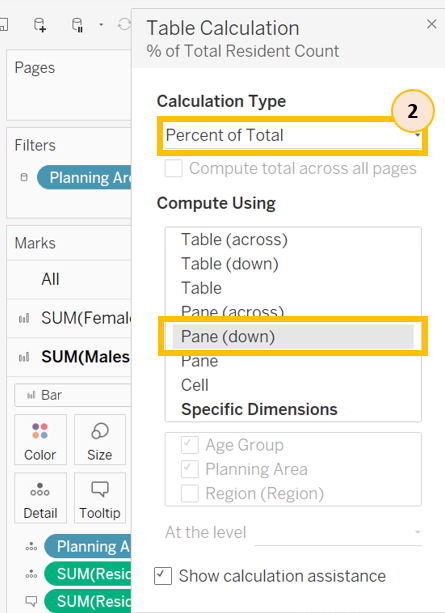 Table Calculation
% of Total Resident Count
Pages
Calculation Type
2
Percent of Total
Filters
Compute total across all pages
Planning Are
Compute Using
Marks
Table (across)
Table (down)
All
Table
Pane (across)
SUM(Female
Pane (down)
SUM(Males
Pane
Cell
Bar
Specific Dimensions
Color
Size
Age Group
Planning Area
Region (Region)
Detail
Tooltip
At the level
Planning A
SUM(Resid
Show calculation assistance
SUM(Resid